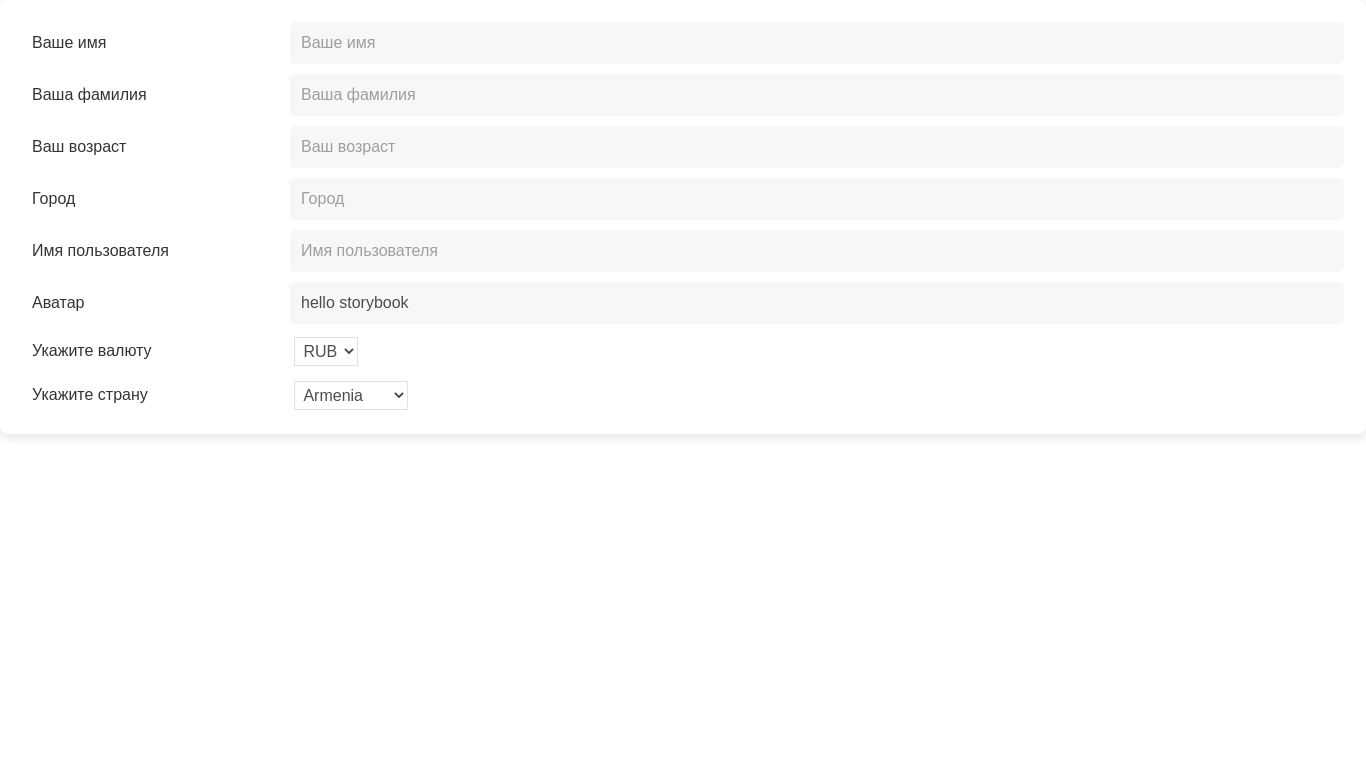 Ваше имя
Ваше имя
Ваша фамилия
Ваша фамилия
Ваш возраст
Ваш возраст
Город
Город
Имя пользователя
Имя пользователя
Аватар
hello storybook
Укажите валюту
RUB
Укажите страну
Armenia